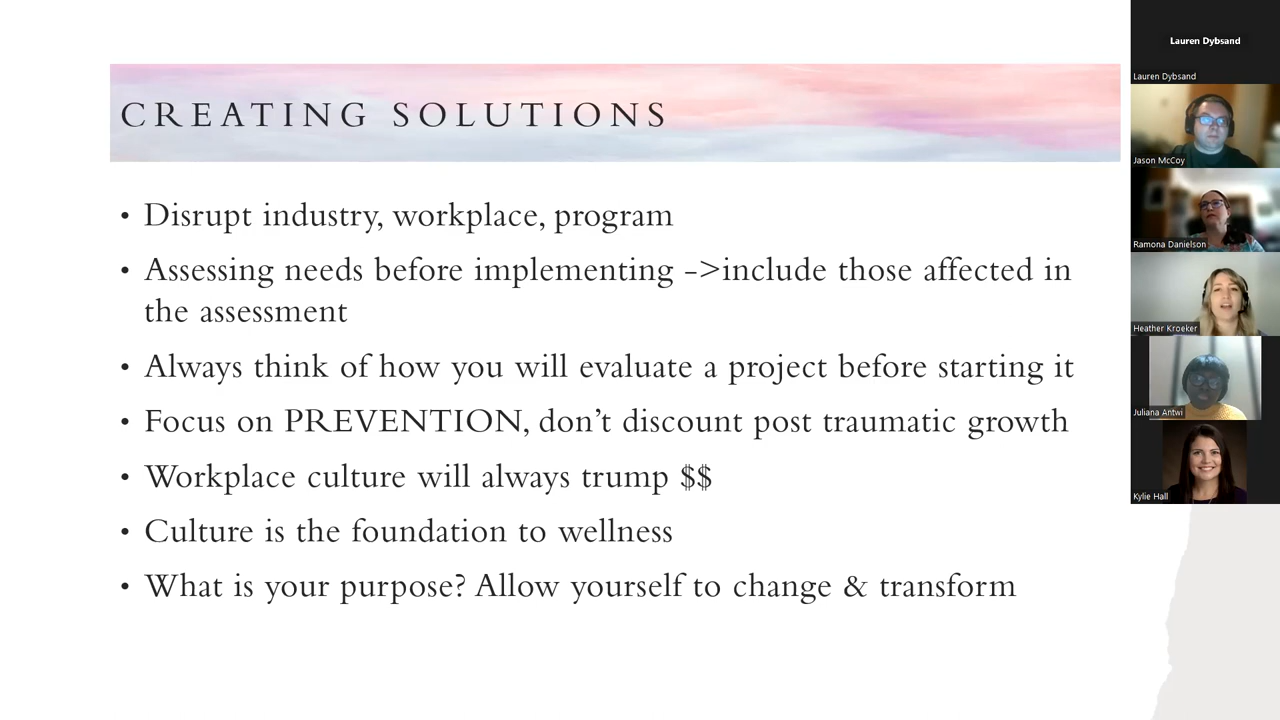 CREATING SOLUTIONS
• Disrupt industry, workplace, program
• Assessing needs before implementing ->include those affected in
the assessment
• Always think of how you will evaluate a project before starting it
• Focus on PREVENTION, don’t discount post traumatic growth
• Workplace culture will always trump $$
• Culture is the foundation to wellness
• What is your purpose? Allow yourself to change & transform
Lauren Dybsand
Lauren Dybsand
Jason McCoy
Ramona Danielson
Heather Kroeker
Juliana Antwi
Kylie Hall